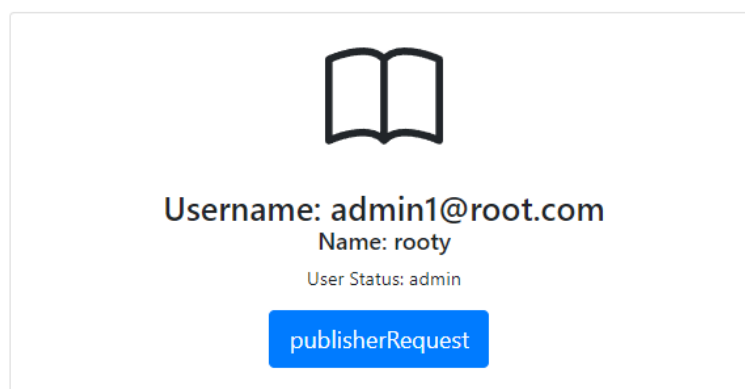 Username: admin1@root.com
Name: rooty
User Status: admin
publisherRequest